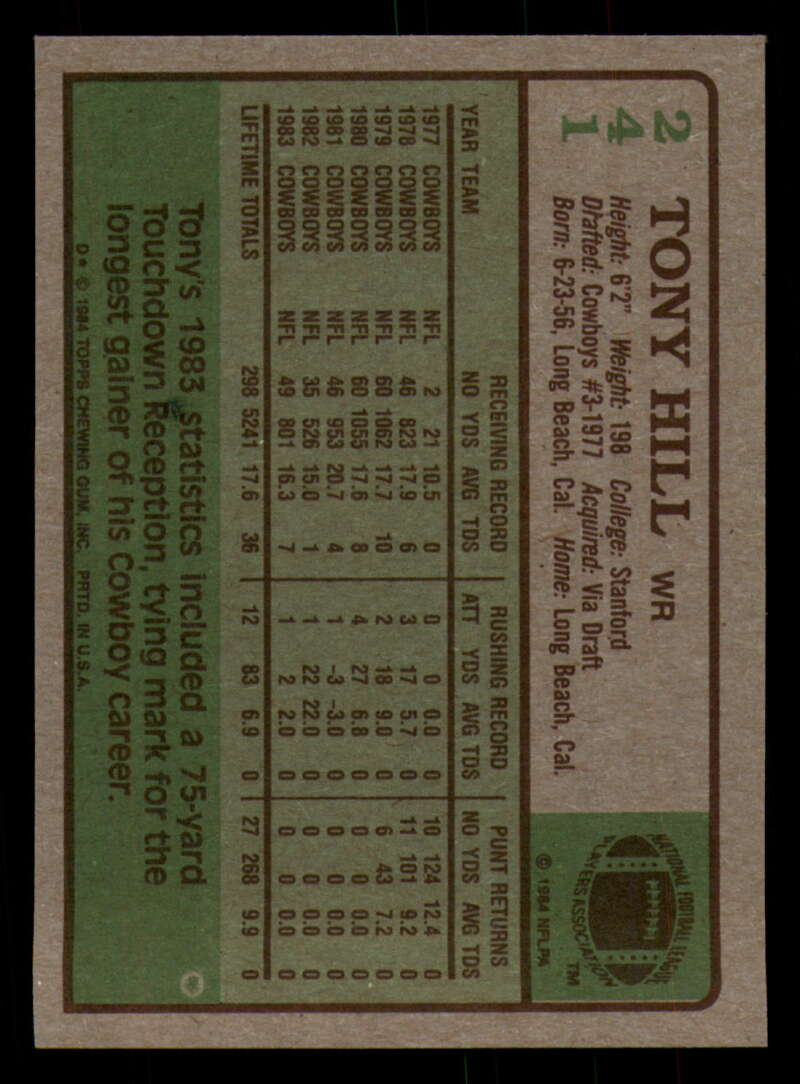 241
TONY HILL WR
Height: 6'2" Weight: 198 College: Stanford
Drafted: Cowboys #3-1977 Acquired: Via Draft
Born: 6-23-56, Long Beach, Cal. Home: Long Beach, Cal.
NATIONAL FOOTBALL LEAGUE
PLAYERS ASSOCIATION
TM
© 1984 NFLPA
RECEIVING RECORD RUSHING RECORD PUNT RETURNS
YEAR TEAM NO YDS AVG TDS ATT YDS AVG TDS NO YDS AVG TDS
1977 COWBOYS NFL 2 21 10.5 0 0 0 0.0 0 10 124 12.4 0
1978 COWBOYS NFL 46 823 17.9 6 3 17 5.7 0 11 101 9.2 0
1979 COWBOYS NFL 60 1062 17.7 10 2 18 9.0 0 6 43 7.2 0
1980 COWBOYS NFL 60 1055 17.6 8 4 27 6.8 0 0 0 0.0 0
1981 COWBOYS NFL 46 953 20.7 4 1 -3 -3.0 0 0 0 0.0 0
1982 COWBOYS NFL 35 526 15.0 1 1 22 22.0 0 0 0 0.0 0
1983 COWBOYS NFL 49 801 16.3 7 1 2 2.0 0 0 0 0.0 0
LIFETIME TOTALS 298 5241 17.6 36 12 83 6.9 0 27 268 9.9 0
Tony's 1983 statistics included a 75-yard
Touchdown Reception, tying mark for the
longest gainer of his Cowboy career.
D* © 1984 TOPPS CHEWING GUM, INC. PRTD. IN U.S.A.